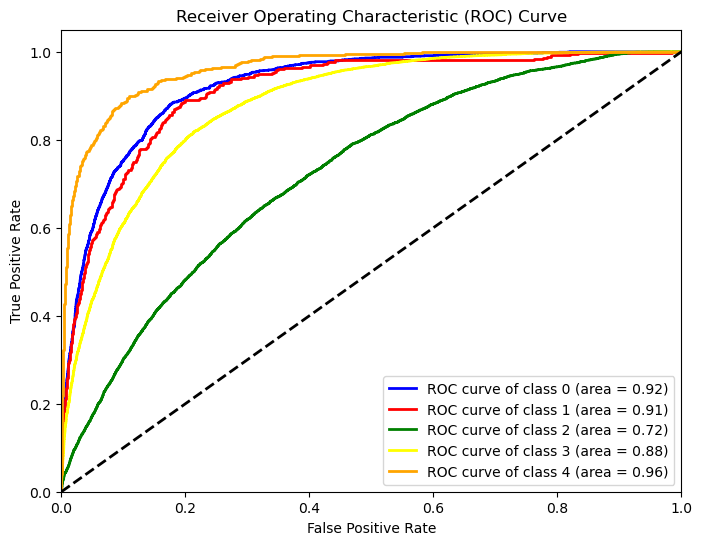 Receiver Operating Characteristic (ROC) Curve
True Positive Rate
1.0
0.8
0.6
0.4
0.2
0.0
ROC curve of class 0 (area = 0.92)
ROC curve of class 1 (area = 0.91)
ROC curve of class 2 (area = 0.72)
ROC curve of class 3 (area = 0.88)
ROC curve of class 4 (area = 0.96)
0.0 0.2 0.4 0.6 0.8 1.0
False Positive Rate